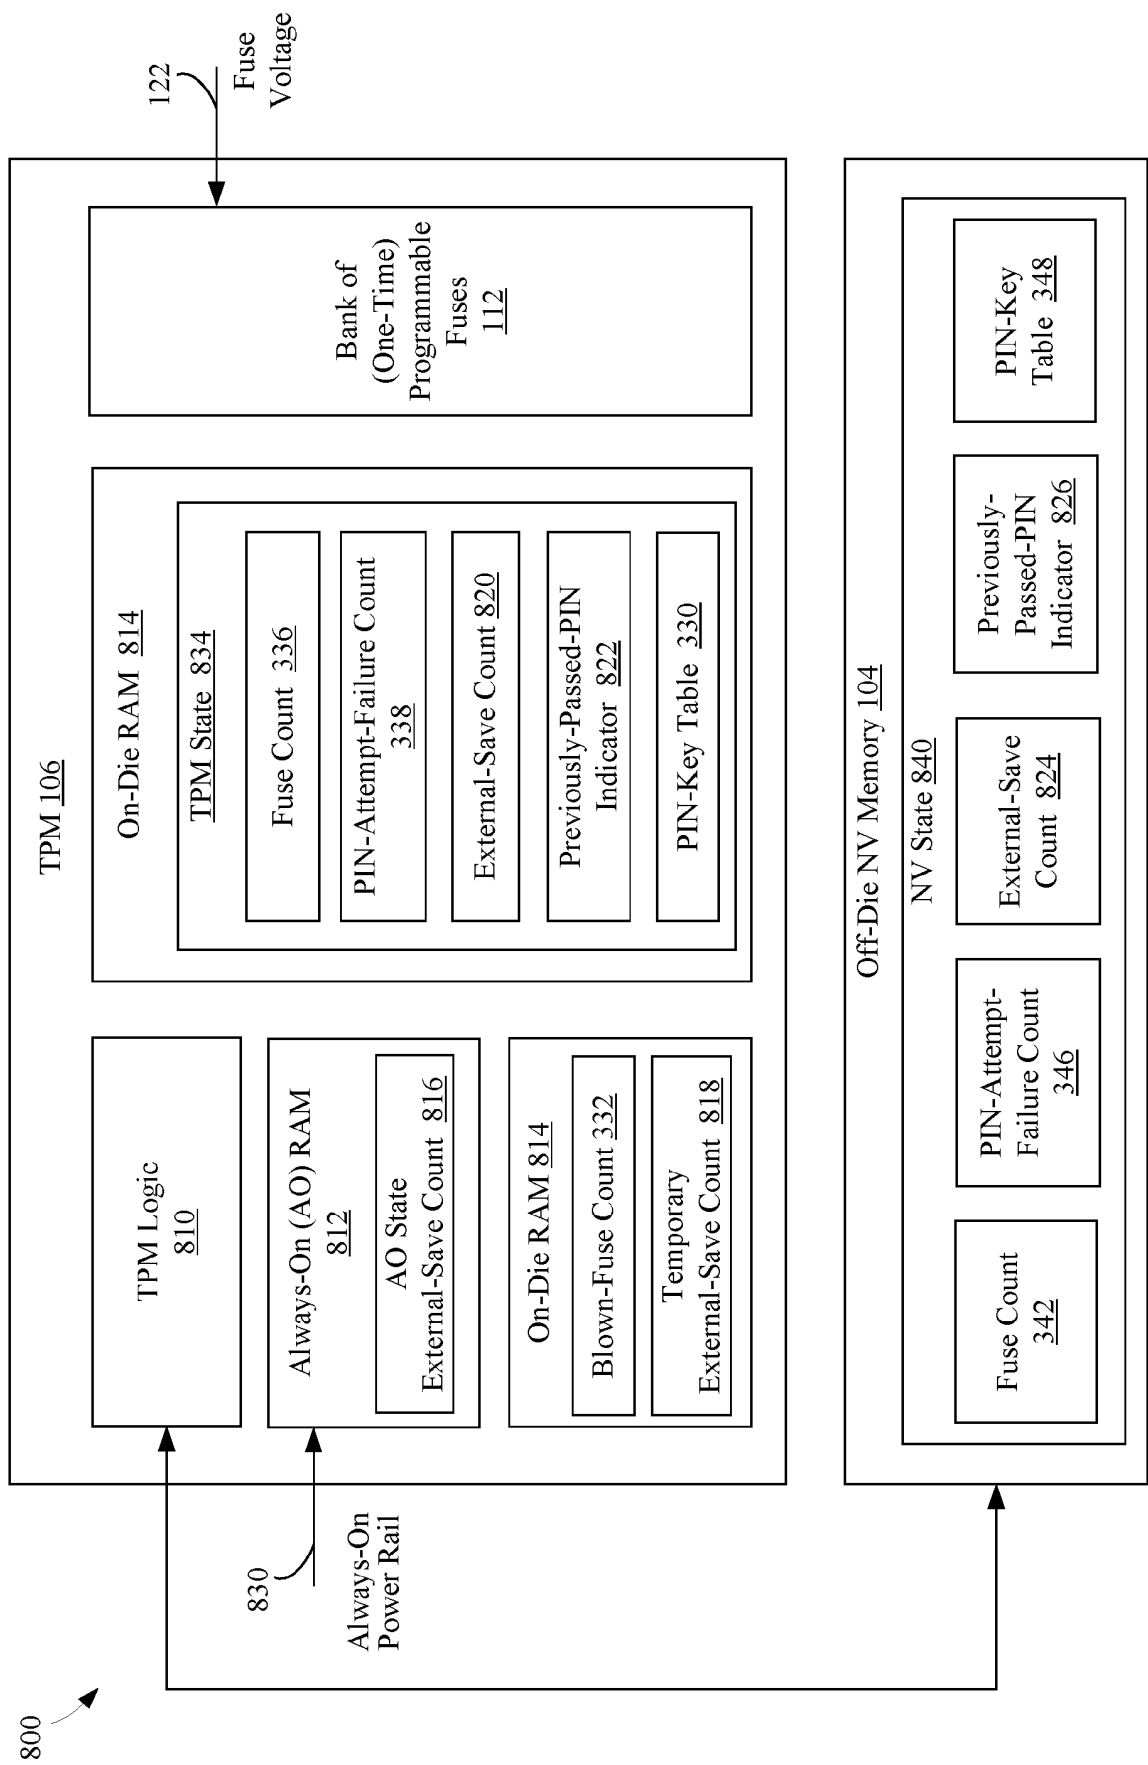 800
TPM 106
TPM Logic
810
Always-On (AO) RAM
812
AO State
External-Save Count 816
On-Die RAM 814
Blown-Fuse Count 332
Temporary
External-Save Count 818
On-Die RAM 814
TPM State 834
Fuse Count 336
PIN-Attempt-Failure Count
338
External-Save Count 820
Previously-Passed-PIN
Indicator 822
PIN-Key Table 330
Bank of
(One-Time)
Programmable
Fuses
112
122
Fuse
Voltage
830
Always-On
Power Rail
Off-Die NV Memory 104
NV State 840
Fuse Count
342
PIN-Attempt-
Failure Count
346
External-Save
Count 824
Previously-
Passed-PIN
Indicator 826
PIN-Key
Table 348